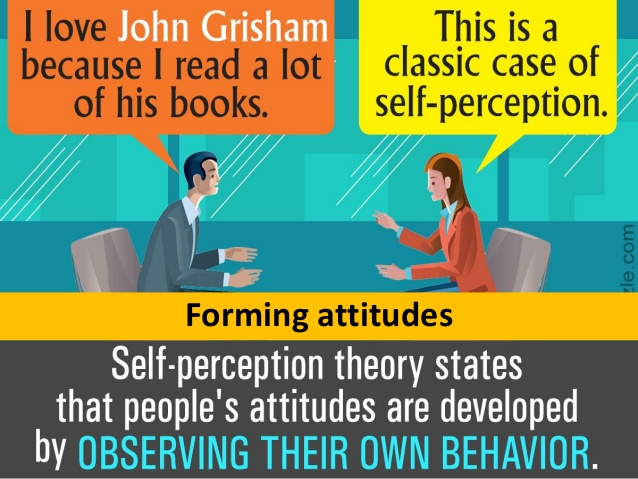 I love John Grisham
because I read a lot
of his books.
This is a
classic case of
self-perception.
zle.com
Forming attitudes
Self-perception theory states
that people's attitudes are developed
by OBSERVING THEIR OWN BEHAVIOR.